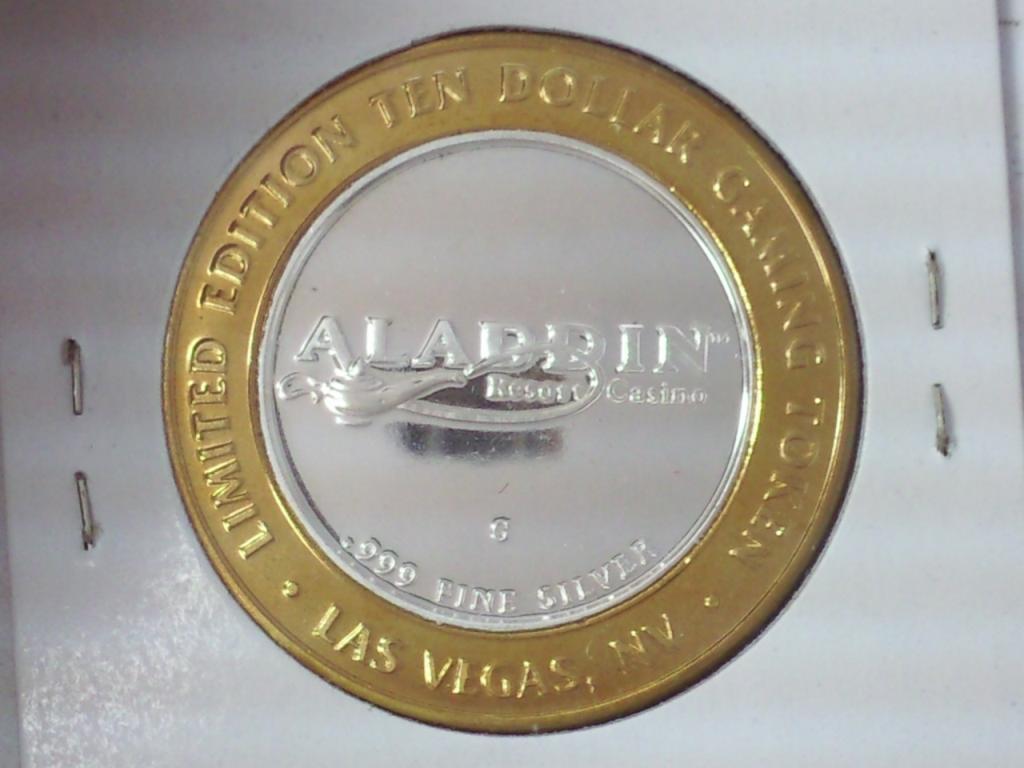 LIMITED EDITION TEN DOLLAR GAMING TOKEN
ALADDIN™
Resort Casino
G
.999 FINE SILVER
• LAS VEGAS, NV •